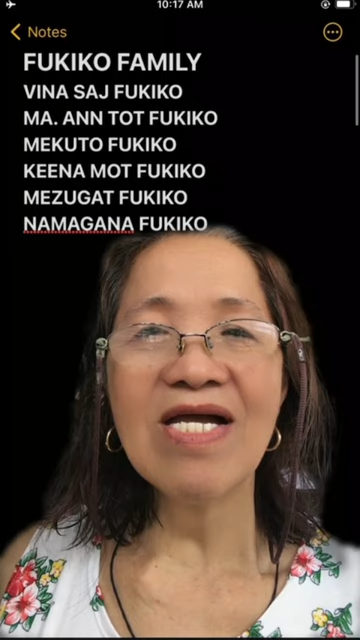 10:17 AM
Notes
FUKIKO FAMILY
VINA SAJ FUKIKO
MA. ANN TOT FUKIKO
MEKUTO FUKIKO
KEENA MOT FUKIKO
MEZUGAT FUKIKO
NAMAGANA FUKIKO